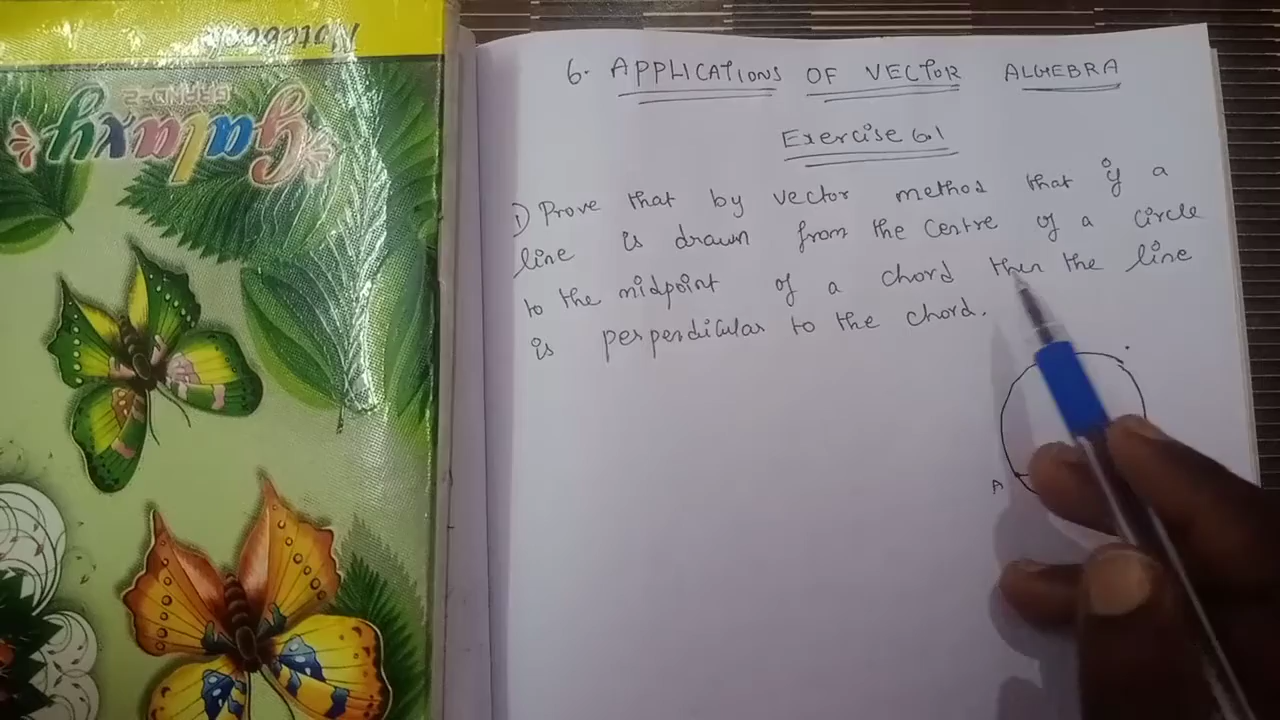 Notebook
GRAND-2
Galaxy
6. APPLICATIONS OF VECTOR ALGEBRA
Exercise 6.1
1) Prove that by vector method that if a
line is drawn from the centre of a circle
to the midpoint of a chord then the line
is perpendicular to the chord.
A